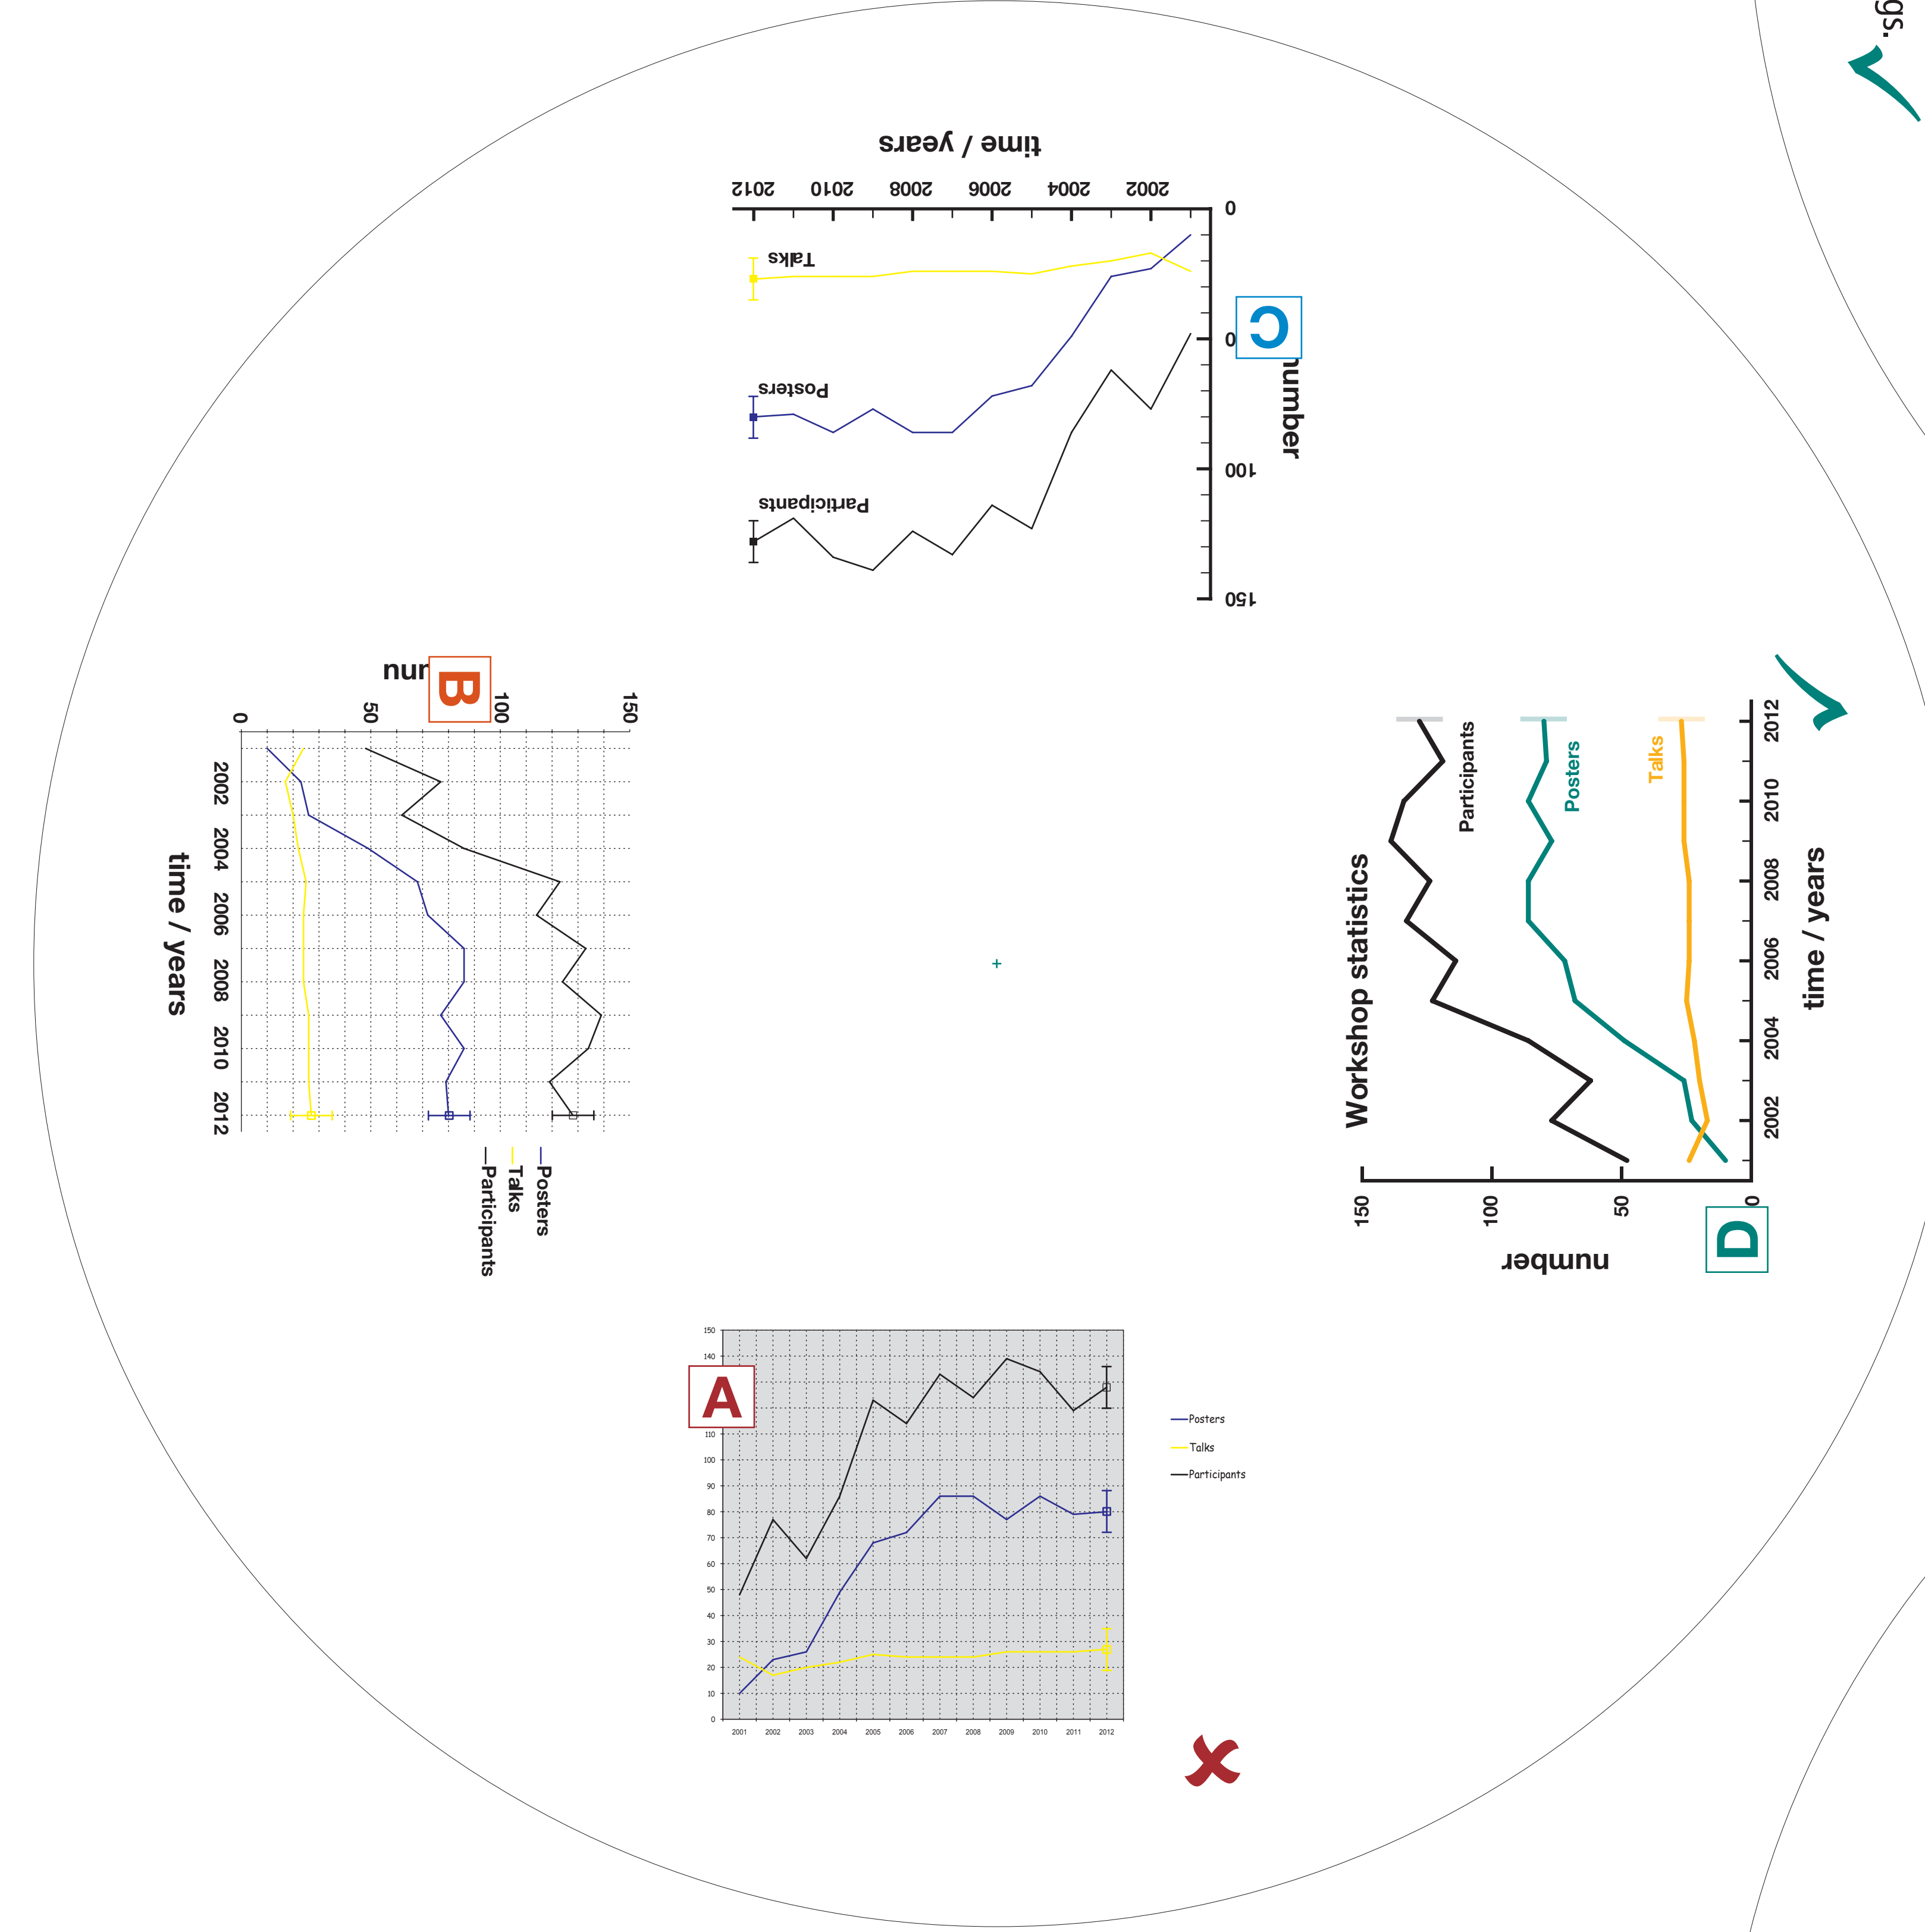 gs.
time / years
2012 2010 2008 2006 2004 2002
0
Talks
C
0
Posters
100
Participants
150
B
0 50 100 150
2002
2004
2006
2008
2010
2012
time / years
Posters
Talks
Participants
Workshop statistics
Participants
Posters
Talks
2002 2004 2006 2008 2010 2012
time / years
150
100
50
0
number
D
A
150
140
110
100
90
80
70
60
50
40
30
20
10
0
2001 2002 2003 2004 2005 2006 2007 2008 2009 2010 2011 2012
Posters
Talks
Participants